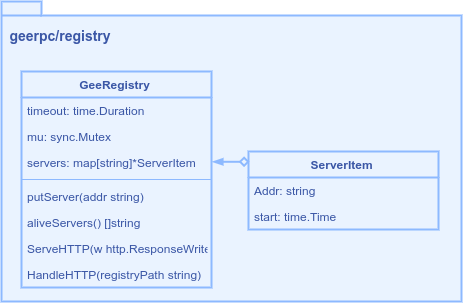 geerpc/registry
GeeRegistry
timeout: time.Duration
mu: sync.Mutex
servers: map[string]*ServerItem
putServer(addr string)
aliveServers() []string
ServeHTTP(w http.ResponseWrite
HandleHTTP(registryPath string)
ServerItem
Addr: string
start: time.Time